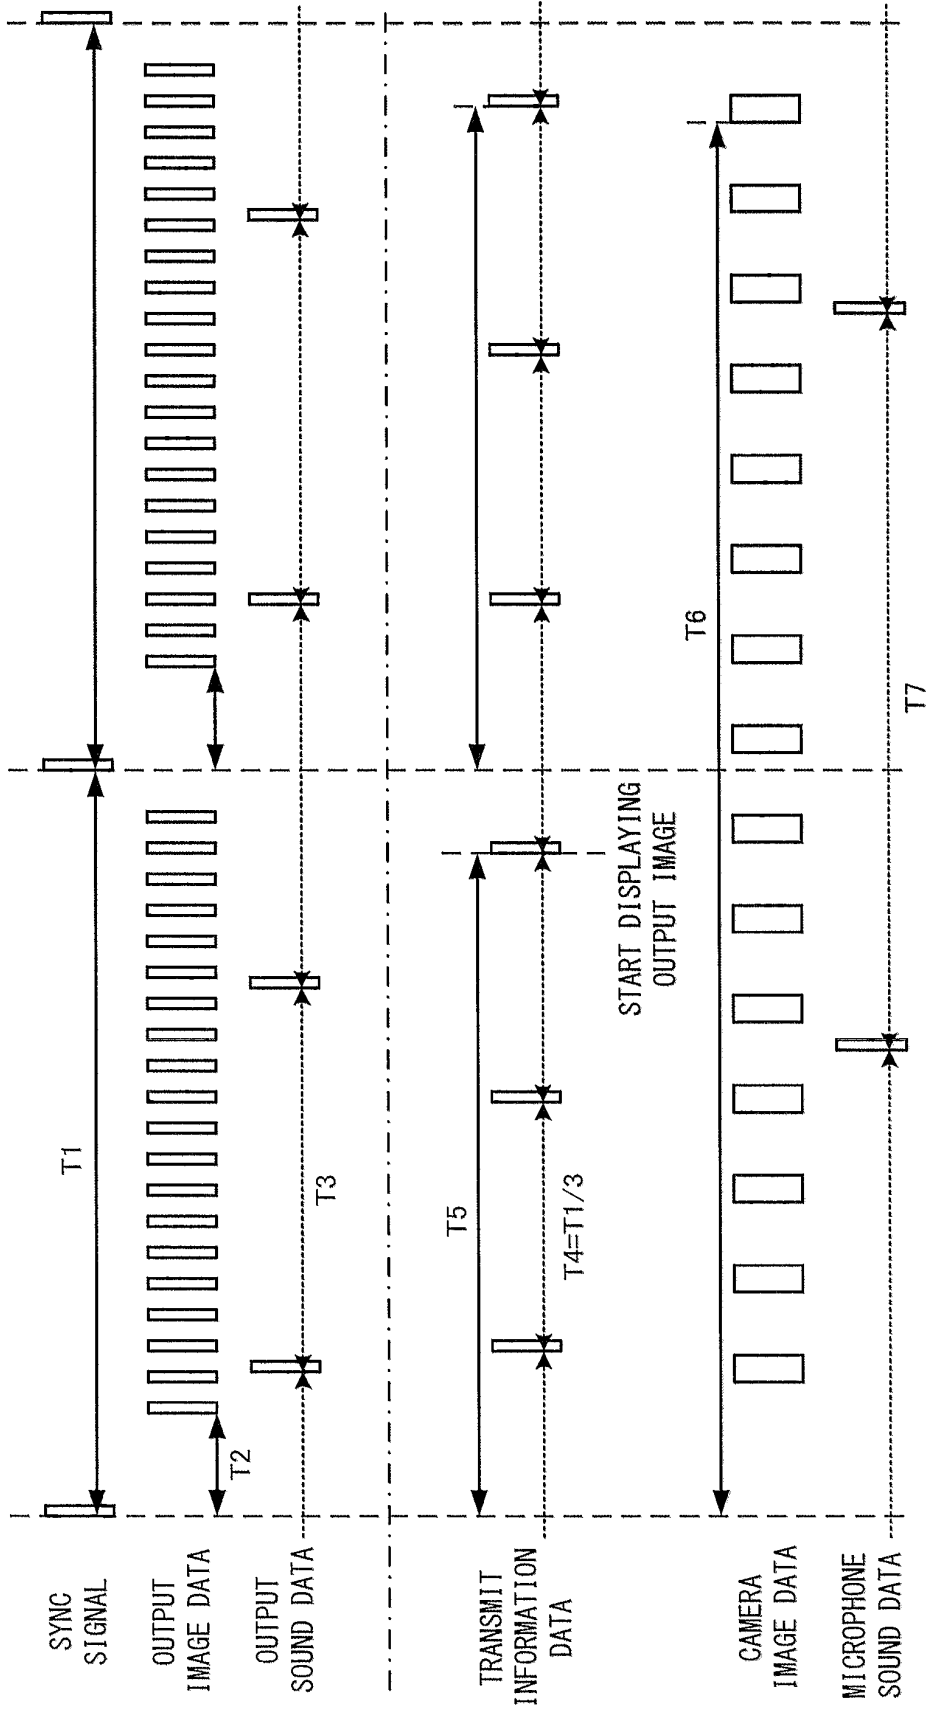 SYNC
SIGNAL
T1
OUTPUT
IMAGE DATA
T2
OUTPUT
SOUND DATA
T3
TRANSMIT
INFORMATION
DATA
T5
T4=T1/3
START DISPLAYING
OUTPUT IMAGE
CAMERA
IMAGE DATA
T6
MICROPHONE
SOUND DATA
T7